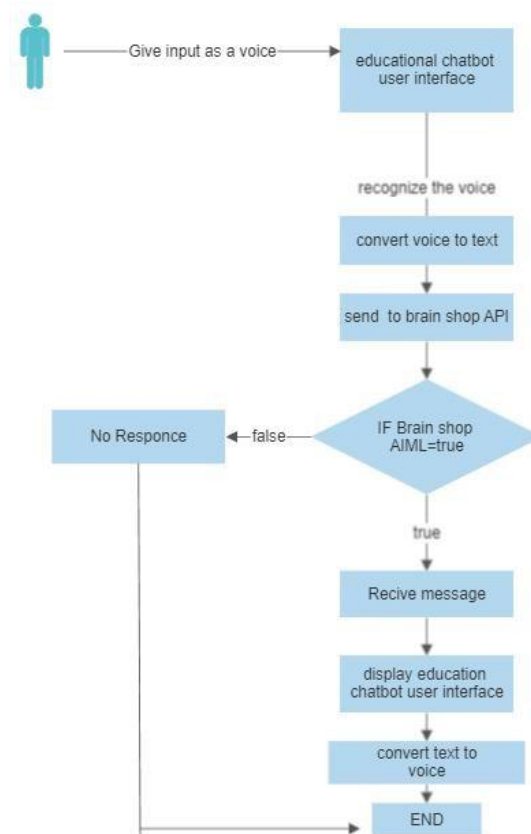 Give input as a voice
educational chatbot
user interface
recognize the voice
convert voice to text
send to brain shop API
IF Brain shop
AIML=true
false
No Responce
true
Recive message
display education
chatbot user interface
convert text to
voice
END